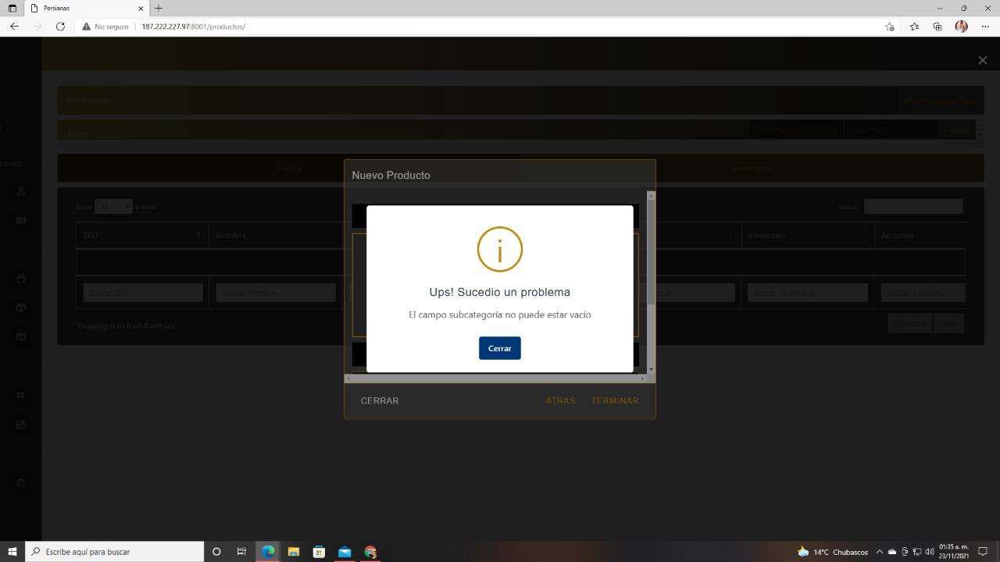 Persianas
No seguro
187.222.227.97:8001/productos/
Productos
Añadir un producto
Filtro
Aplicar
DORES
Precio
Inventario
Nuevo Producto
Show 10 entries
Search:
SKU
Nombre
Inventario
Acciones
Buscar SKU
Buscar Nombre
Buscar Inventario
Buscar Acciones
Showing 0 to 0 of 0 entries
Previous
Next
Ups! Sucedio un problema
El campo subcategoría no puede estar vacío
Cerrar
CERRAR
ATRAS
TERMINAR
Escribe aquí para buscar
14°C Chubascos
01:35 a. m.
23/11/2021